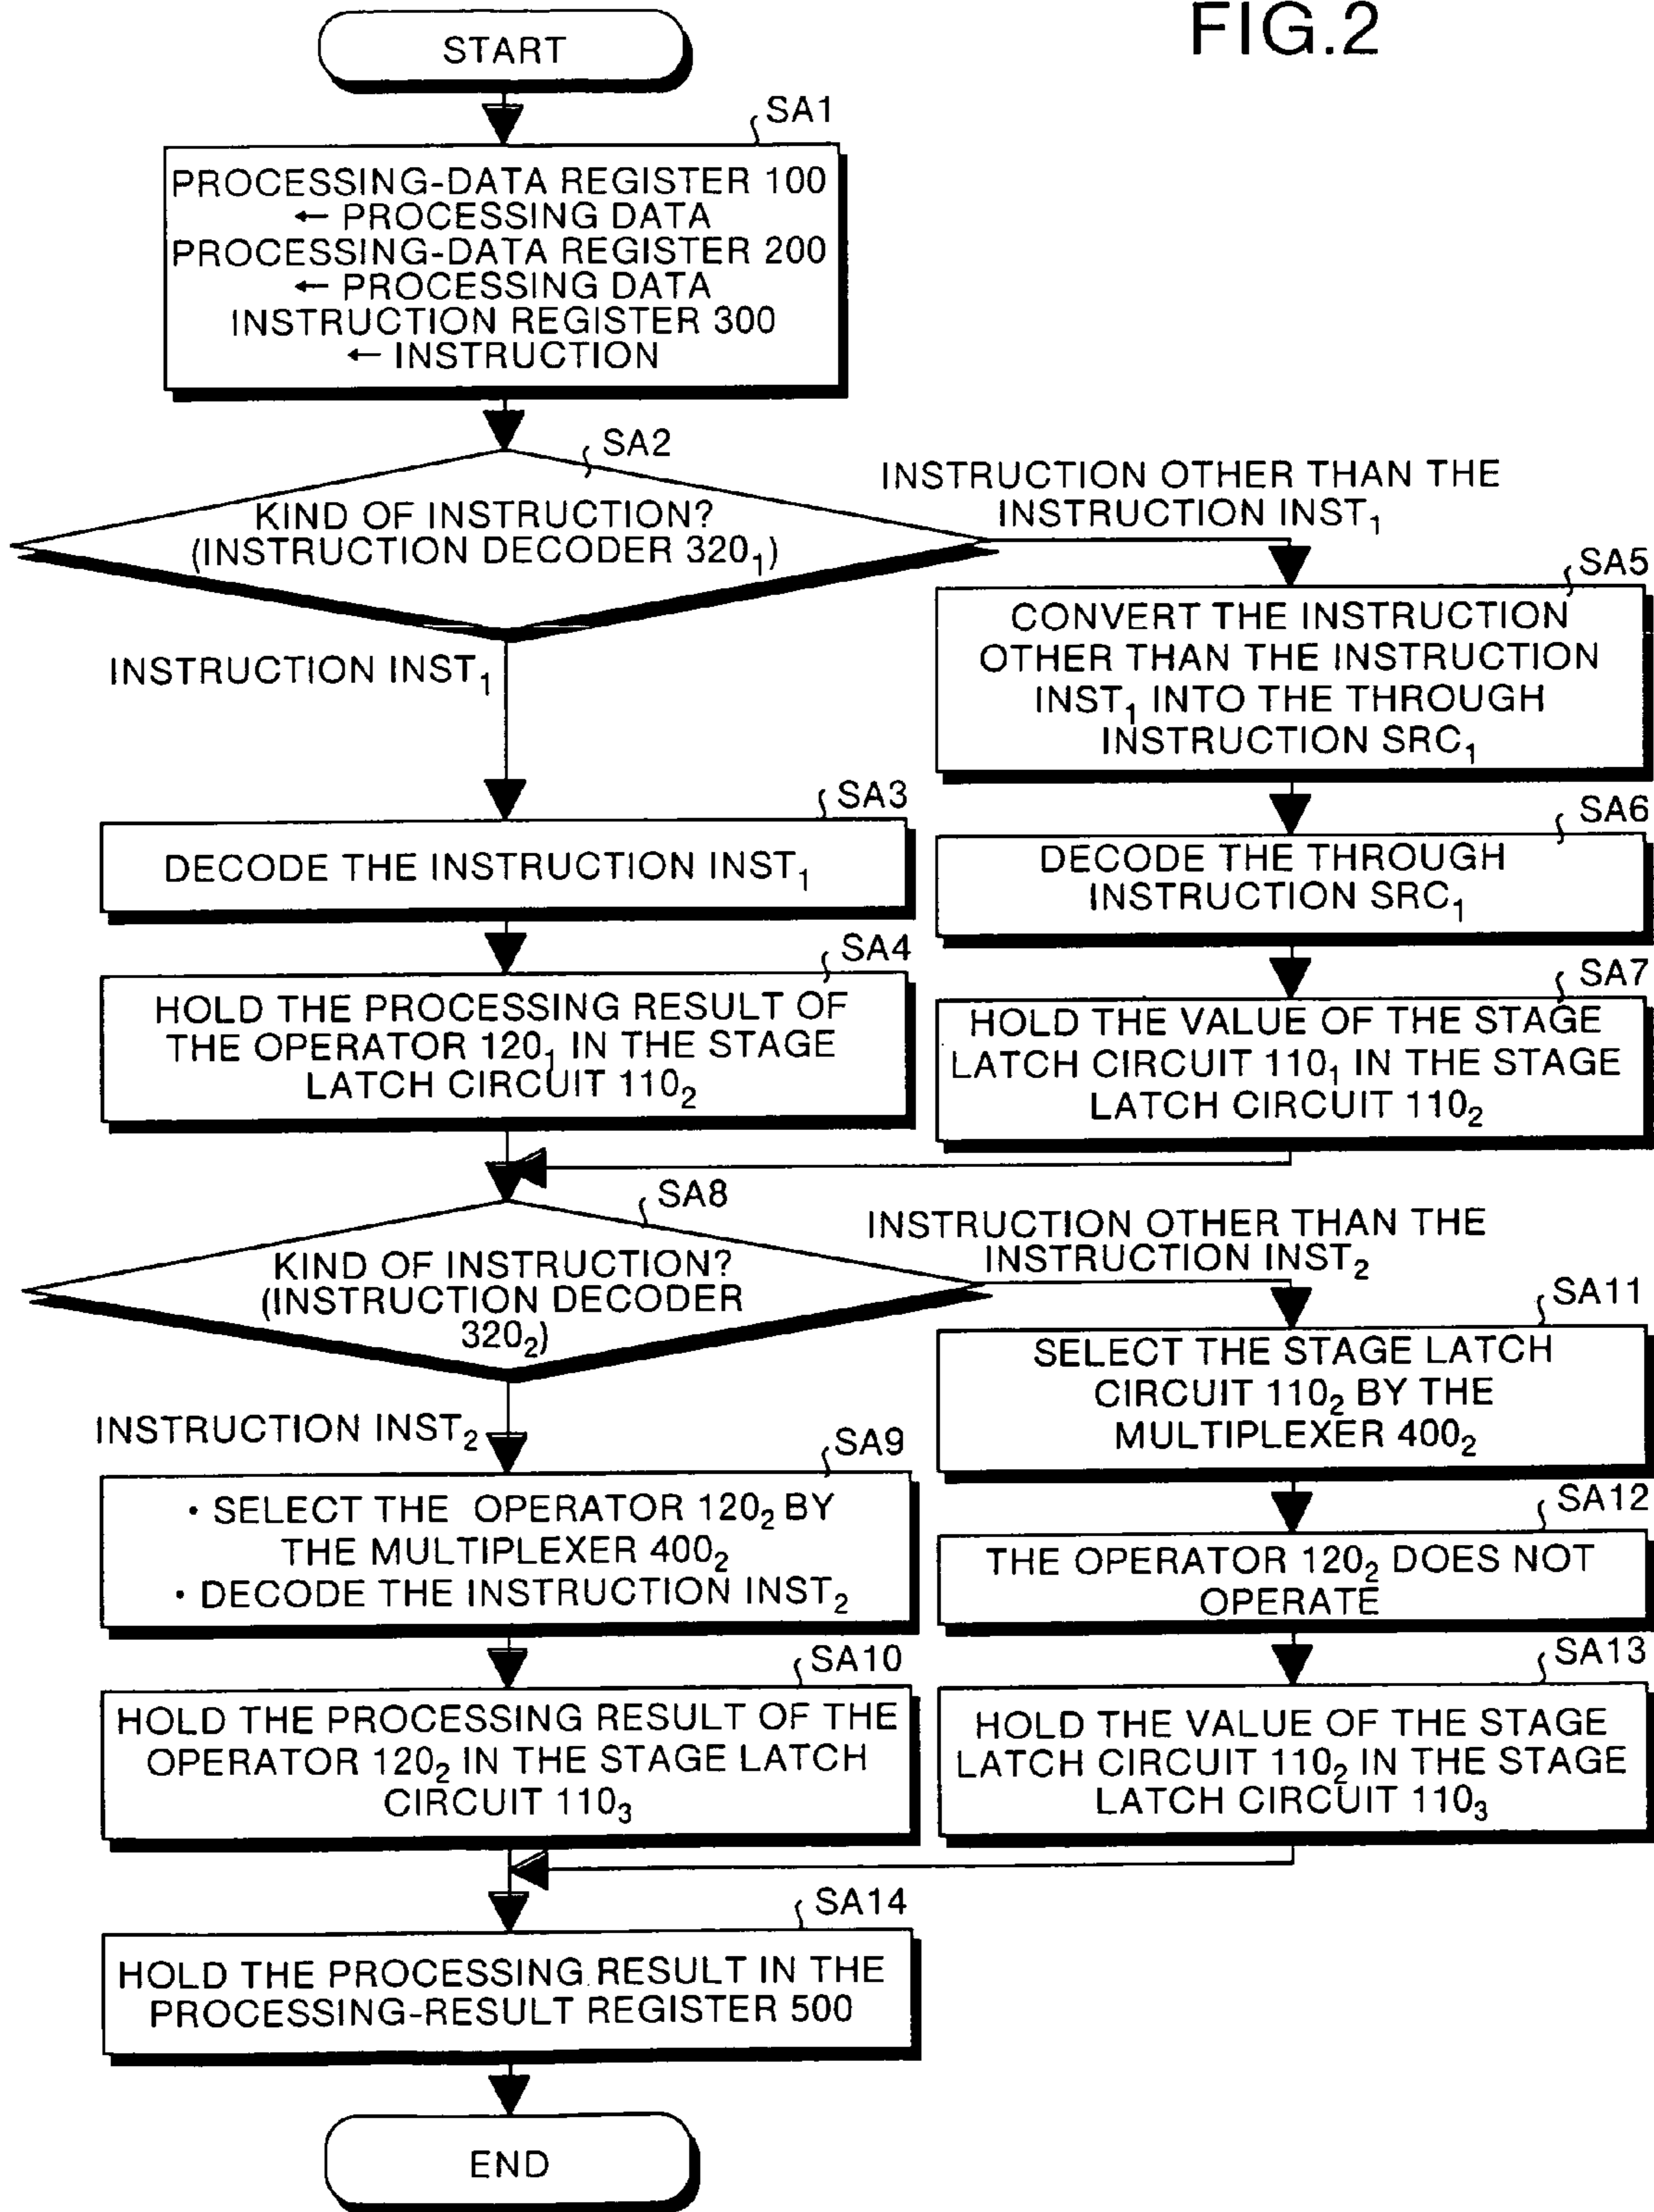 FIG.2
START
SA1
PROCESSING-DATA REGISTER 100
← PROCESSING DATA
PROCESSING-DATA REGISTER 200
← PROCESSING DATA
INSTRUCTION REGISTER 300
← INSTRUCTION
SA2
KIND OF INSTRUCTION?
(INSTRUCTION DECODER 320₁)
INSTRUCTION OTHER THAN THE
INSTRUCTION INST₁
INSTRUCTION INST₁
SA5
CONVERT THE INSTRUCTION
OTHER THAN THE INSTRUCTION
INST₁ INTO THE THROUGH
INSTRUCTION SRC₁
SA3
DECODE THE INSTRUCTION INST₁
SA6
DECODE THE THROUGH
INSTRUCTION SRC₁
SA4
HOLD THE PROCESSING RESULT OF
THE OPERATOR 120₁ IN THE STAGE
LATCH CIRCUIT 110₂
SA7
HOLD THE VALUE OF THE STAGE
LATCH CIRCUIT 110₁ IN THE STAGE
LATCH CIRCUIT 110₂
SA8
KIND OF INSTRUCTION?
(INSTRUCTION DECODER
320₂)
INSTRUCTION OTHER THAN THE
INSTRUCTION INST₂
INSTRUCTION INST₂
SA11
SELECT THE STAGE LATCH
CIRCUIT 110₂ BY THE
MULTIPLEXER 400₂
SA9
・SELECT THE OPERATOR 120₂ BY
THE MULTIPLEXER 400₂
・DECODE THE INSTRUCTION INST₂
SA12
THE OPERATOR 120₂ DOES NOT
OPERATE
SA10
HOLD THE PROCESSING RESULT OF THE
OPERATOR 120₂ IN THE STAGE LATCH
CIRCUIT 110₃
SA13
HOLD THE VALUE OF THE STAGE
LATCH CIRCUIT 110₂ IN THE STAGE
LATCH CIRCUIT 110₃
SA14
HOLD THE PROCESSING RESULT IN THE
PROCESSING-RESULT REGISTER 500
END